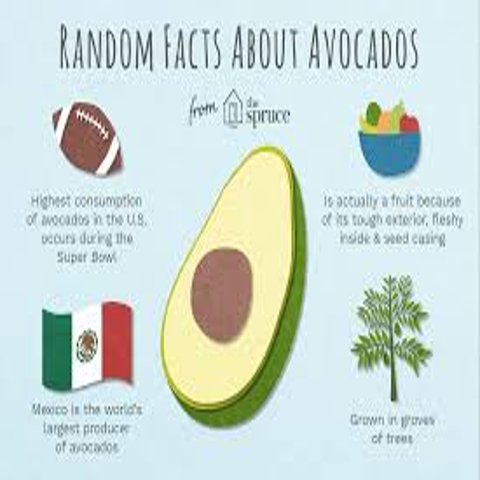 RANDOM FACTS ABOUT AVOCADOS
from the spruce
Highest consumption
of avocados in the U.S.
occurs during the
Super Bowl
Is actually a fruit because
of its tough exterior, fleshy
inside & seed casing
Mexico is the world's
largest producer
of avocados
Grown in groves
of trees